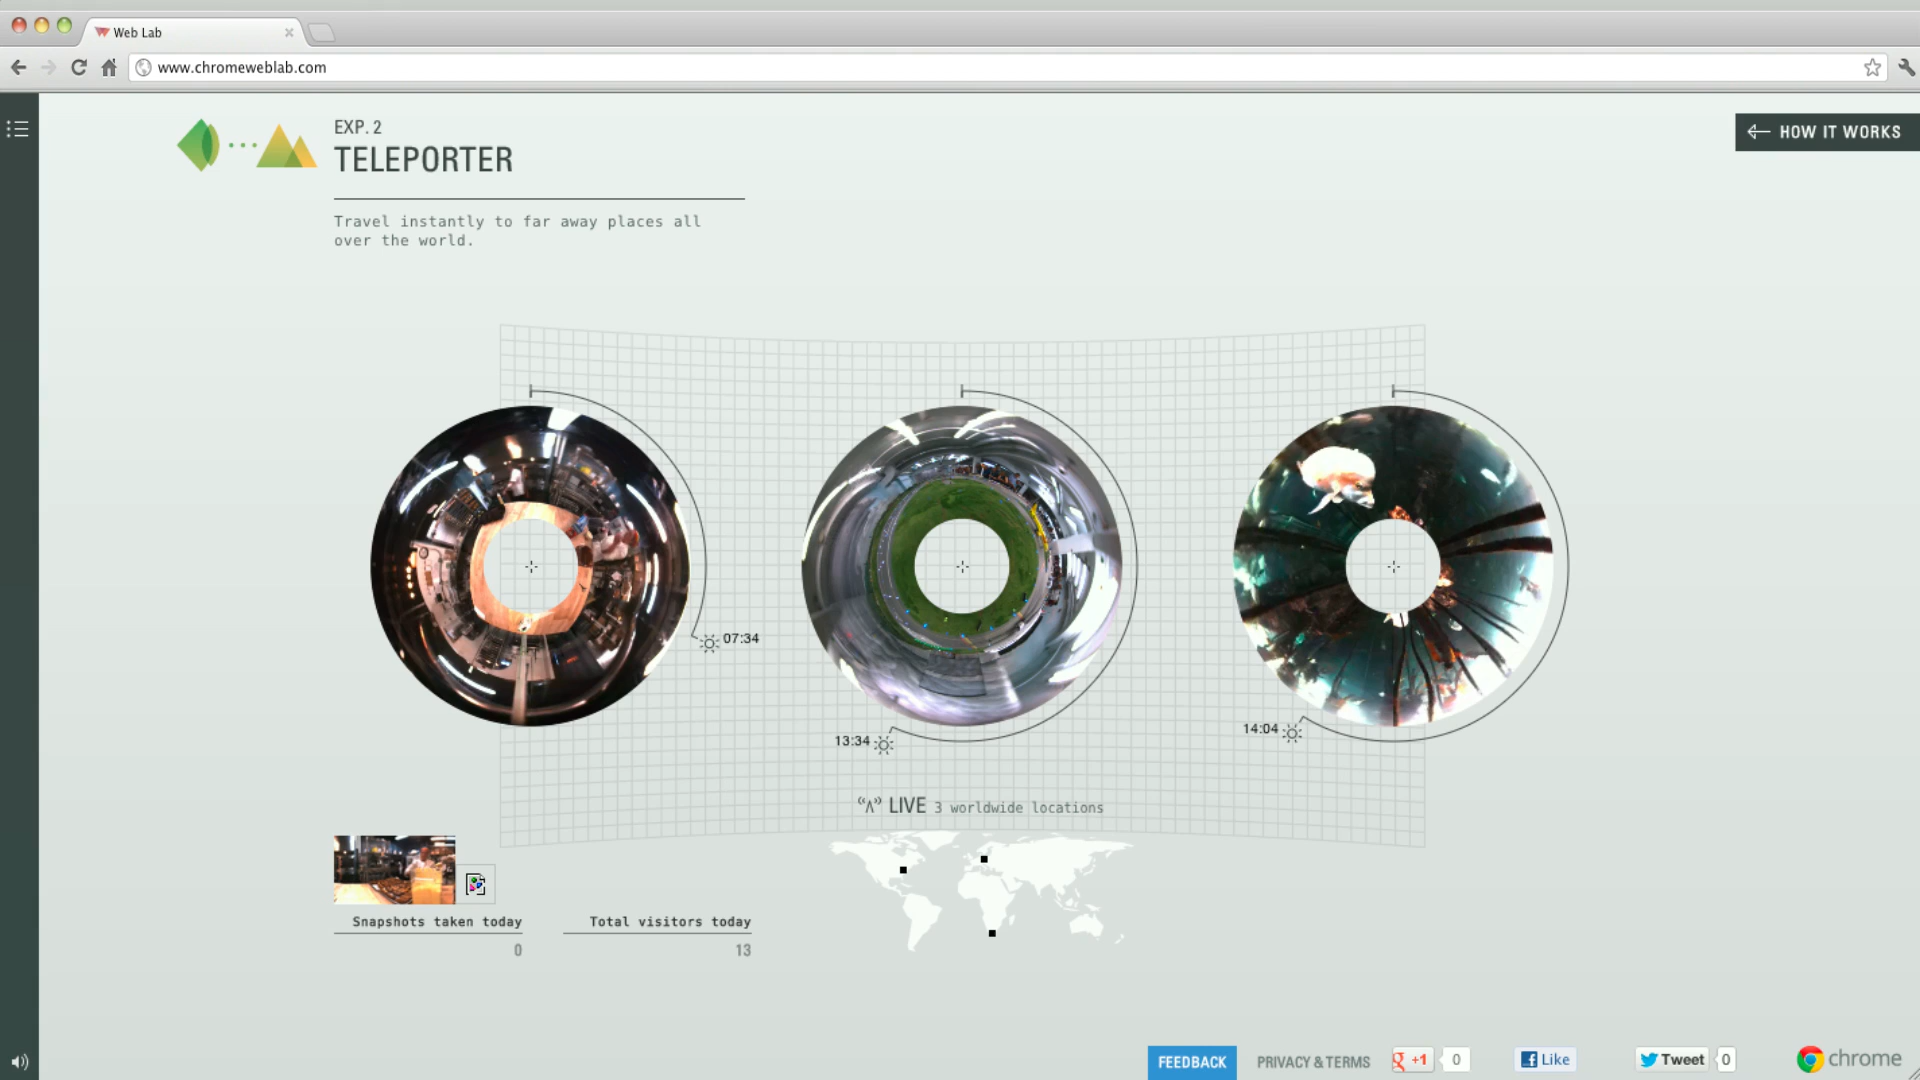 Web Lab
www.chromeweblab.com
EXP. 2
TELEPORTER
HOW IT WORKS
Travel instantly to far away places all
over the world.
07:34
13:34
14:04
LIVE 3 worldwide locations
Snapshots taken today
0
Total visitors today
13
FEEDBACK
PRIVACY & TERMS
g +1
0
f Like
Tweet
0
chrome